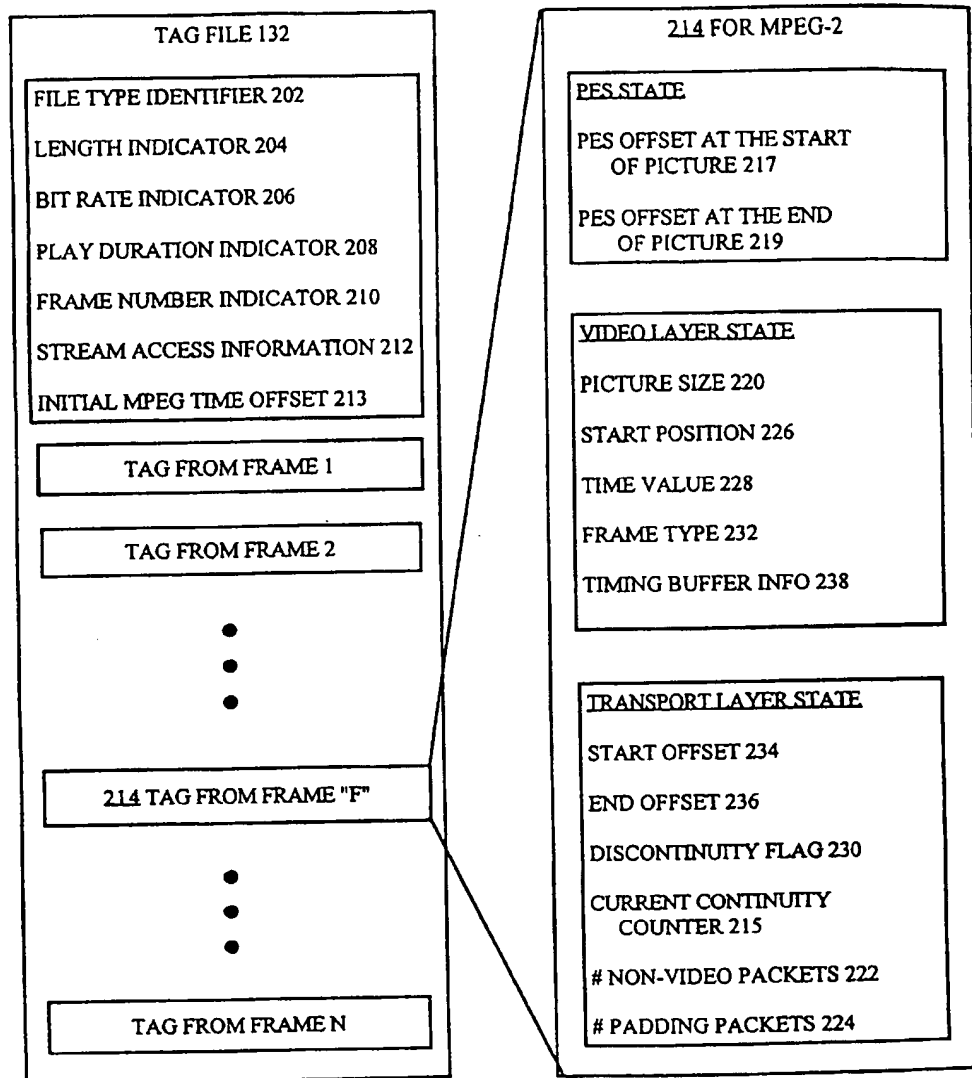 TAG FILE 132
FILE TYPE IDENTIFIER 202
LENGTH INDICATOR 204
BIT RATE INDICATOR 206
PLAY DURATION INDICATOR 208
FRAME NUMBER INDICATOR 210
STREAM ACCESS INFORMATION 212
INITIAL MPEG TIME OFFSET 213
TAG FROM FRAME 1
TAG FROM FRAME 2
214 TAG FROM FRAME "F"
TAG FROM FRAME N
214 FOR MPEG-2
PES STATE
PES OFFSET AT THE START
OF PICTURE 217
PES OFFSET AT THE END
OF PICTURE 219
VIDEO LAYER STATE
PICTURE SIZE 220
START POSITION 226
TIME VALUE 228
FRAME TYPE 232
TIMING BUFFER INFO 238
TRANSPORT LAYER STATE
START OFFSET 234
END OFFSET 236
DISCONTINUITY FLAG 230
CURRENT CONTINUITY
COUNTER 215
# NON-VIDEO PACKETS 222
# PADDING PACKETS 224